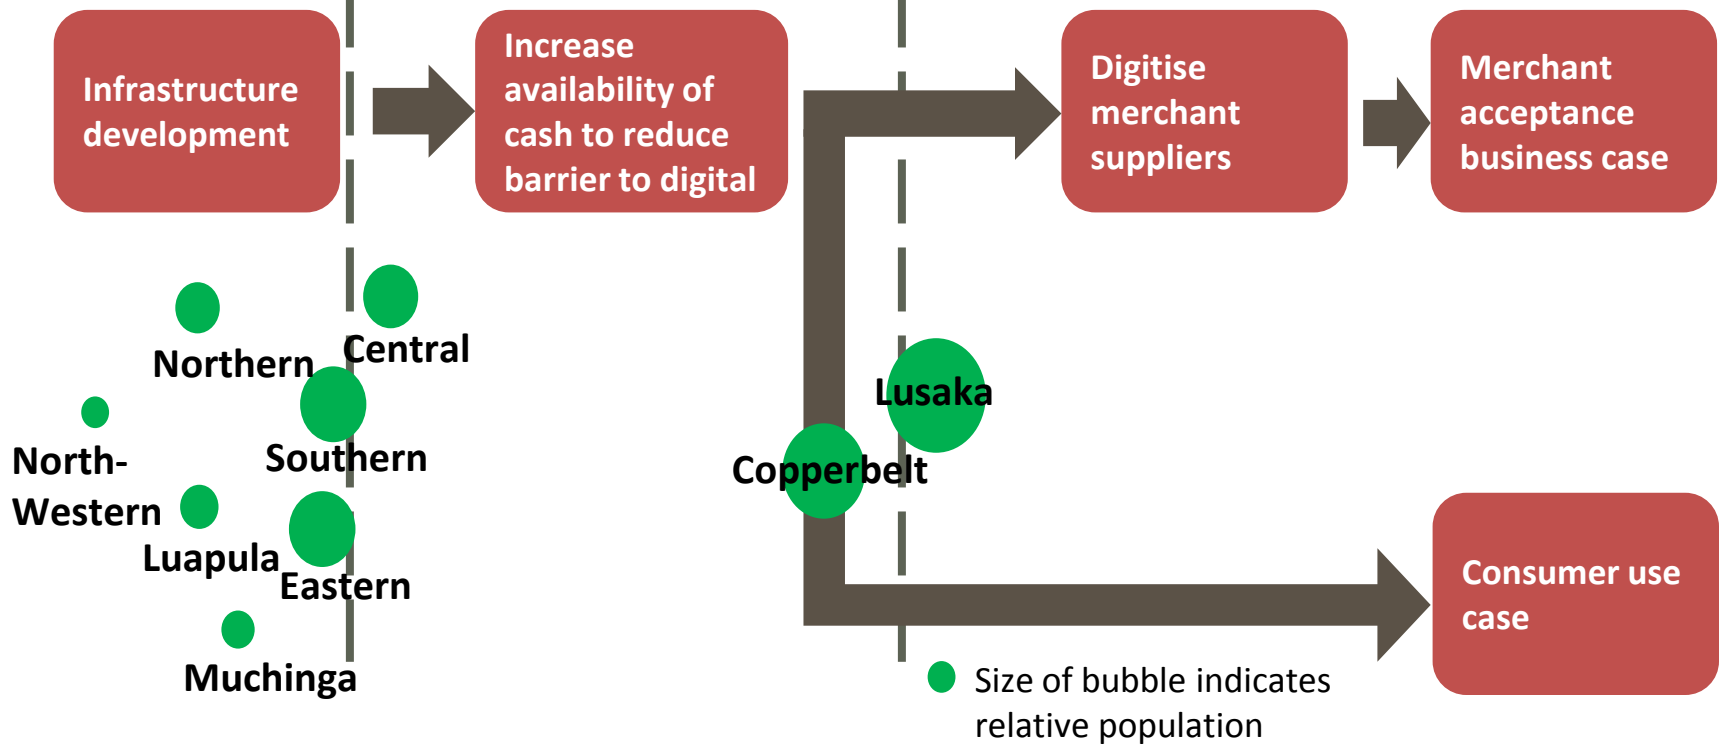 Infrastructure
development
Increase
availability of
cash to reduce
barrier to digital
Digitise
merchant
suppliers
Merchant
acceptance
business case
Northern
Central
North-
Western
Southern
Luapula
Eastern
Muchinga
Lusaka
Copperbelt
Consumer use
case
Size of bubble indicates
relative population